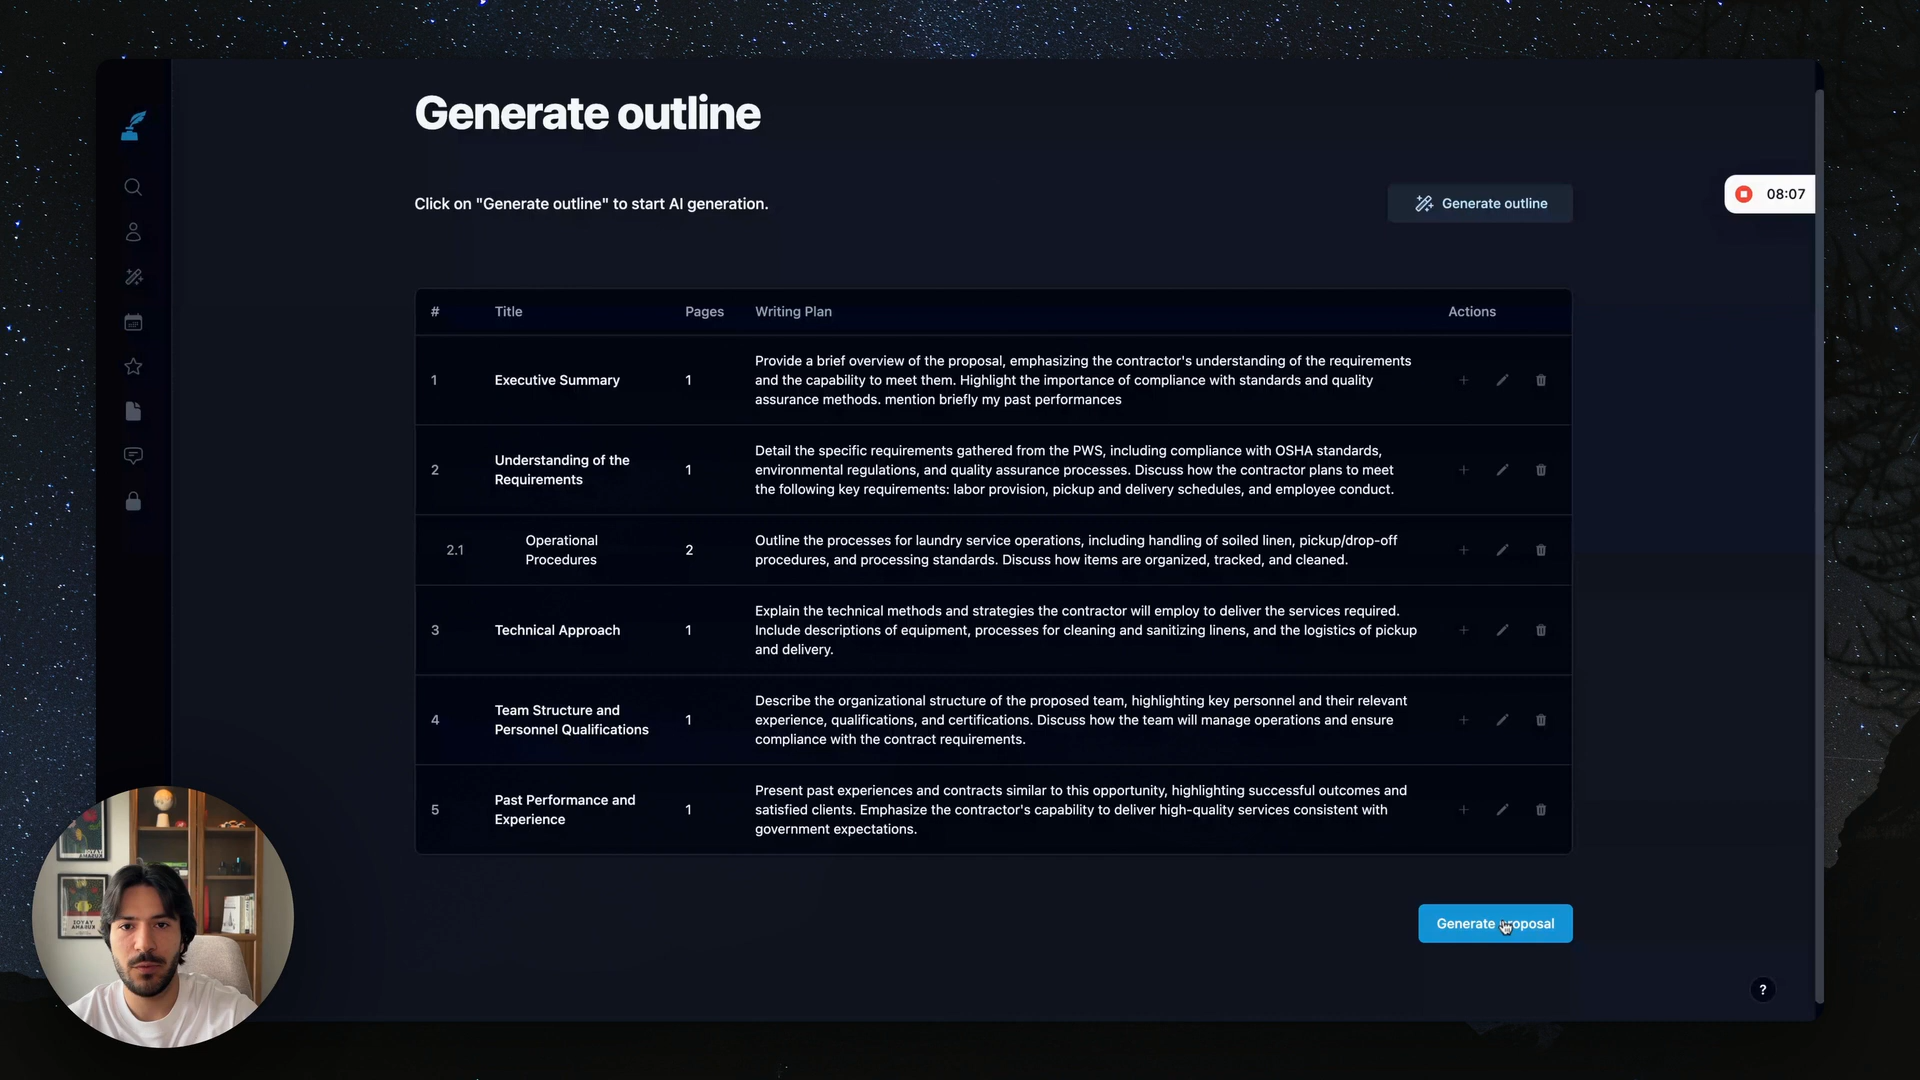 Generate outline
Click on "Generate outline" to start AI generation.
Generate outline
08:07
# Title Pages Writing Plan Actions
1 Executive Summary 1
Provide a brief overview of the proposal, emphasizing the contractor's understanding of the requirements
and the capability to meet them. Highlight the importance of compliance with standards and quality
assurance methods. mention briefly my past performances
2 Understanding of the
Requirements 1
Detail the specific requirements gathered from the PWS, including compliance with OSHA standards,
environmental regulations, and quality assurance processes. Discuss how the contractor plans to meet
the following key requirements: labor provision, pickup and delivery schedules, and employee conduct.
2.1 Operational
Procedures 2
Outline the processes for laundry service operations, including handling of soiled linen, pickup/drop-off
procedures, and processing standards. Discuss how items are organized, tracked, and cleaned.
3 Technical Approach 1
Explain the technical methods and strategies the contractor will employ to deliver the services required.
Include descriptions of equipment, processes for cleaning and sanitizing linens, and the logistics of pickup
and delivery.
4 Team Structure and
Personnel Qualifications 1
Describe the organizational structure of the proposed team, highlighting key personnel and their relevant
experience, qualifications, and certifications. Discuss how the team will manage operations and ensure
compliance with the contract requirements.
5 Past Performance and
Experience 1
Present past experiences and contracts similar to this opportunity, highlighting successful outcomes and
satisfied clients. Emphasize the contractor's capability to deliver high-quality services consistent with
government expectations.
Generate proposal
?